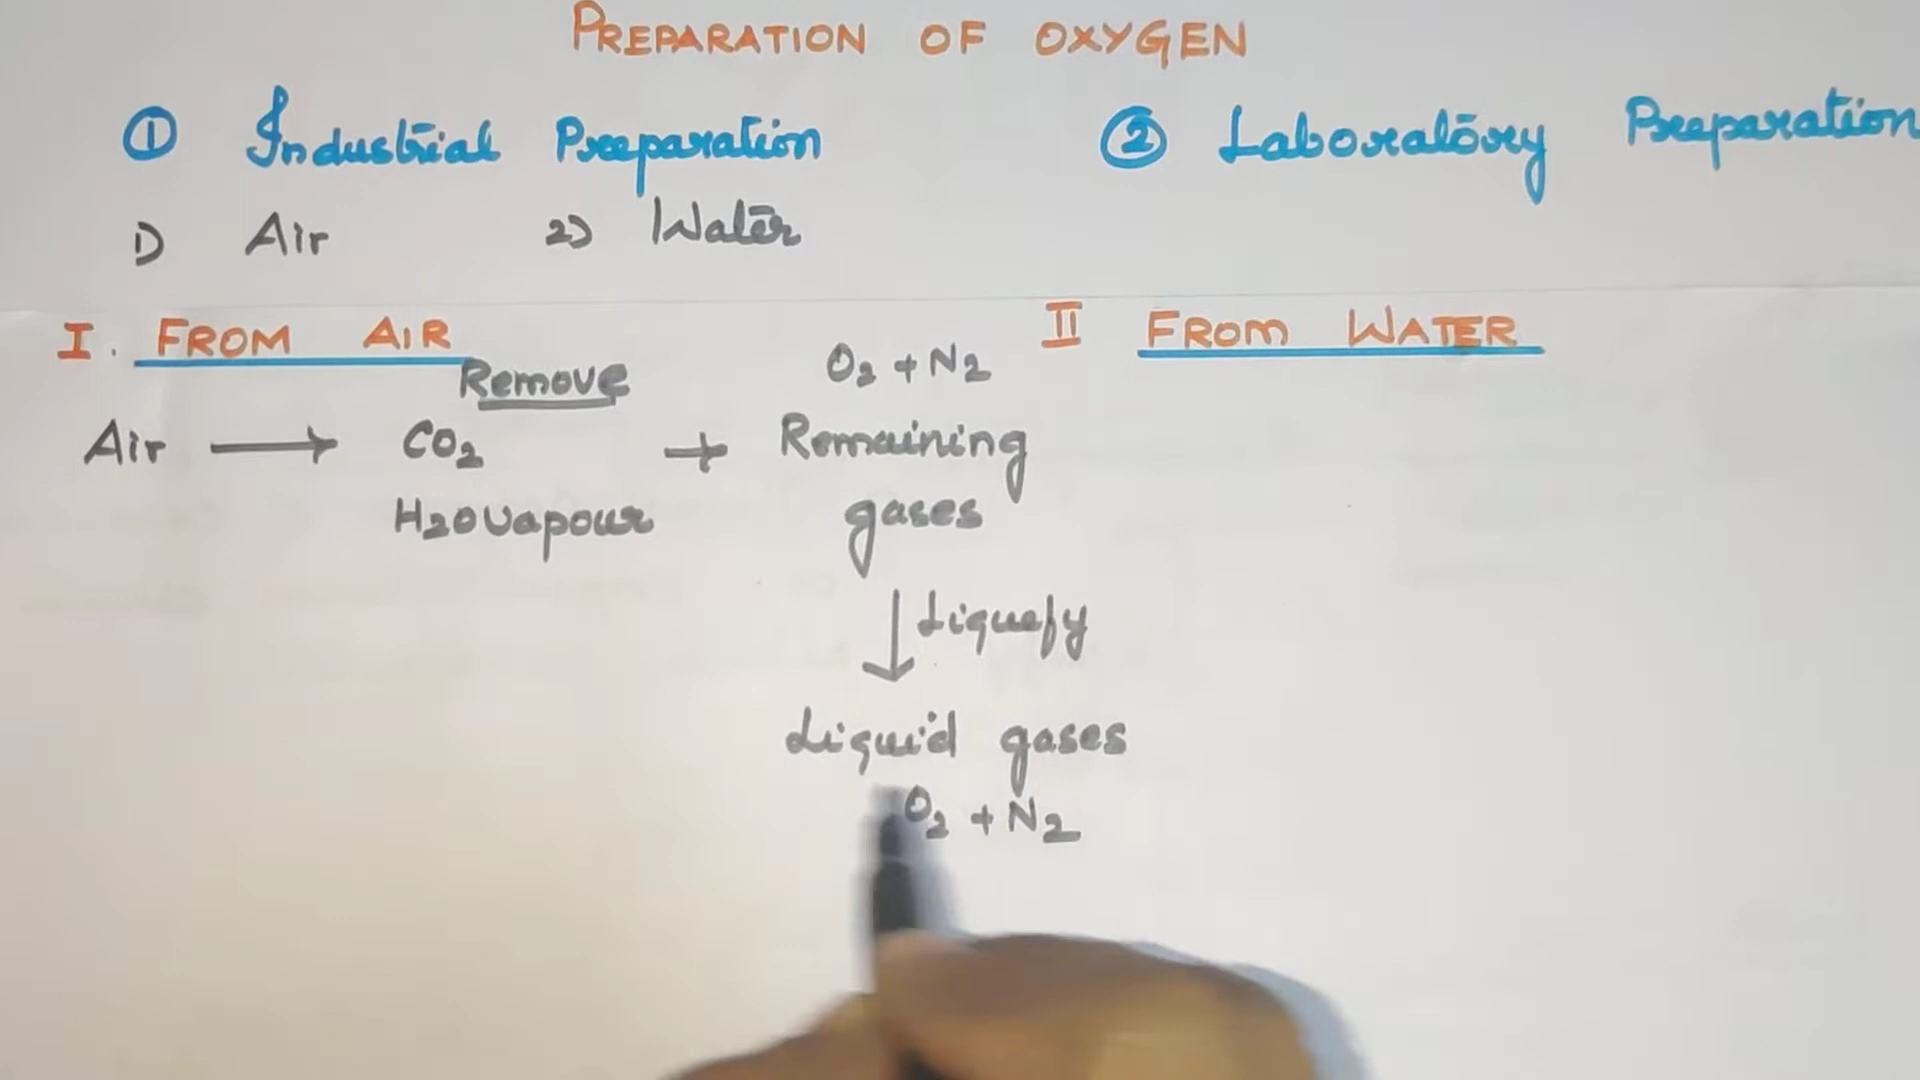 PREPARATION OF OXYGEN
① Industrial Preparation
② Laboratory Preparation
1) Air 2) Water
I. FROM AIR
Remove
Air → CO2 + Remaining gases
H2O vapour
O2 + N2
↓ Liquefy
Liquid gases
O2 + N2
II FROM WATER